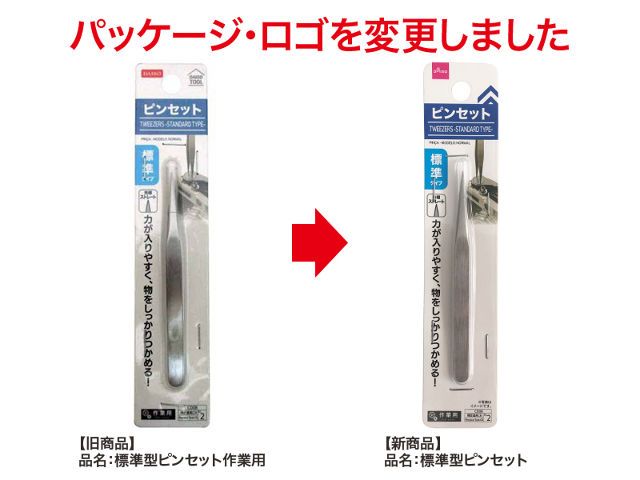 パッケージ・ロゴを変更しました
DAISO
TOOL
ピンセット
TWEEZERS -STANDARD TYPE-
PINÇA - MODELO NORMAL
標準
タイプ
ストレート
力が入りやすく、物をしっかりつかめる!
作業用
2
ピンセット
TWEEZERS -STANDARD TYPE-
PINÇA - MODELO NORMAL
標準
タイプ
ストレート
力が入りやすく、物をしっかりつかめる!
作業用
2
【旧商品】
品名:標準型ピンセット作業用
【新商品】
品名:標準型ピンセット